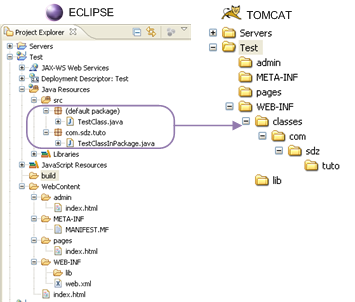 ECLIPSE
Project Explorer
Servers
Test
JAX-WS Web Services
Deployment Descriptor: Test
Java Resources
src
(default package)
TestClass.java
com.sdz.tuto
TestClassInPackage.java
Libraries
JavaScript Resources
build
WebContent
admin
index.html
META-INF
MANIFEST.MF
pages
index.html
WEB-INF
lib
web.xml
index.html
TOMCAT
Servers
Test
admin
META-INF
pages
WEB-INF
classes
com
sdz
tuto
lib